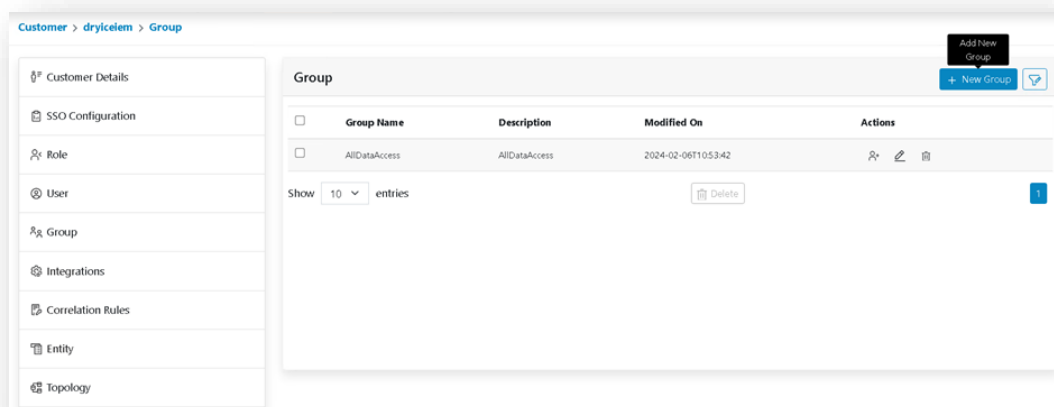 Customer > dryiceiem > Group
Customer Details
SSO Configuration
Role
User
Group
Integrations
Correlation Rules
Entity
Topology
Add New
Group
Group
+ New Group
Group Name Description Modified On Actions
AllDataAccess AllDataAccess 2024-02-06T10:53:42
Show 10 entries
Delete
1